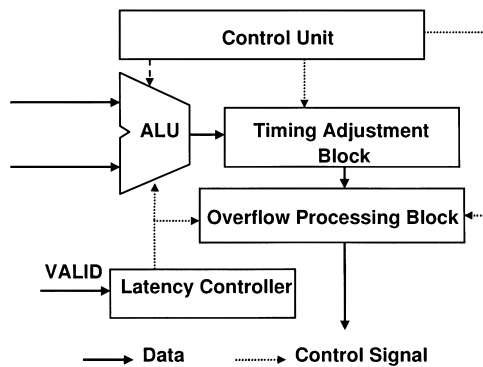 Control Unit
ALU
Timing Adjustment
Block
Overflow Processing Block
VALID
Latency Controller
Data
Control Signal